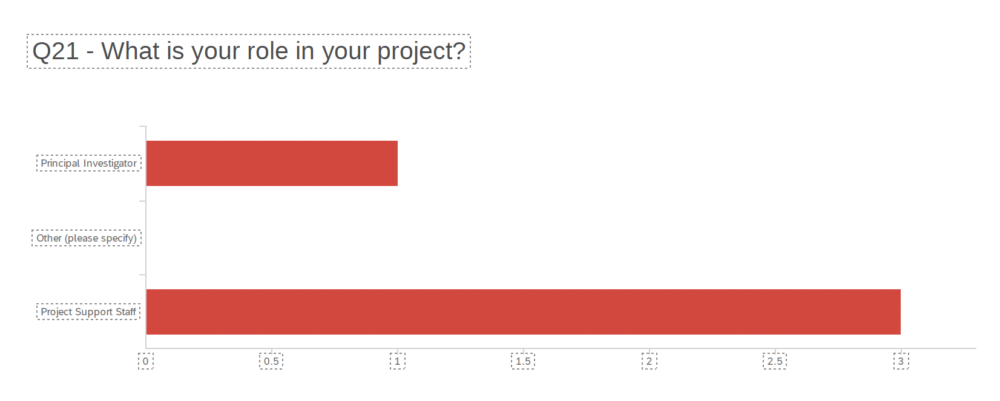 Q21 - What is your role in your project?
Principal Investigator
Other (please specify)
Project Support Staff
0 0.5 1 1.5 2 2.5 3